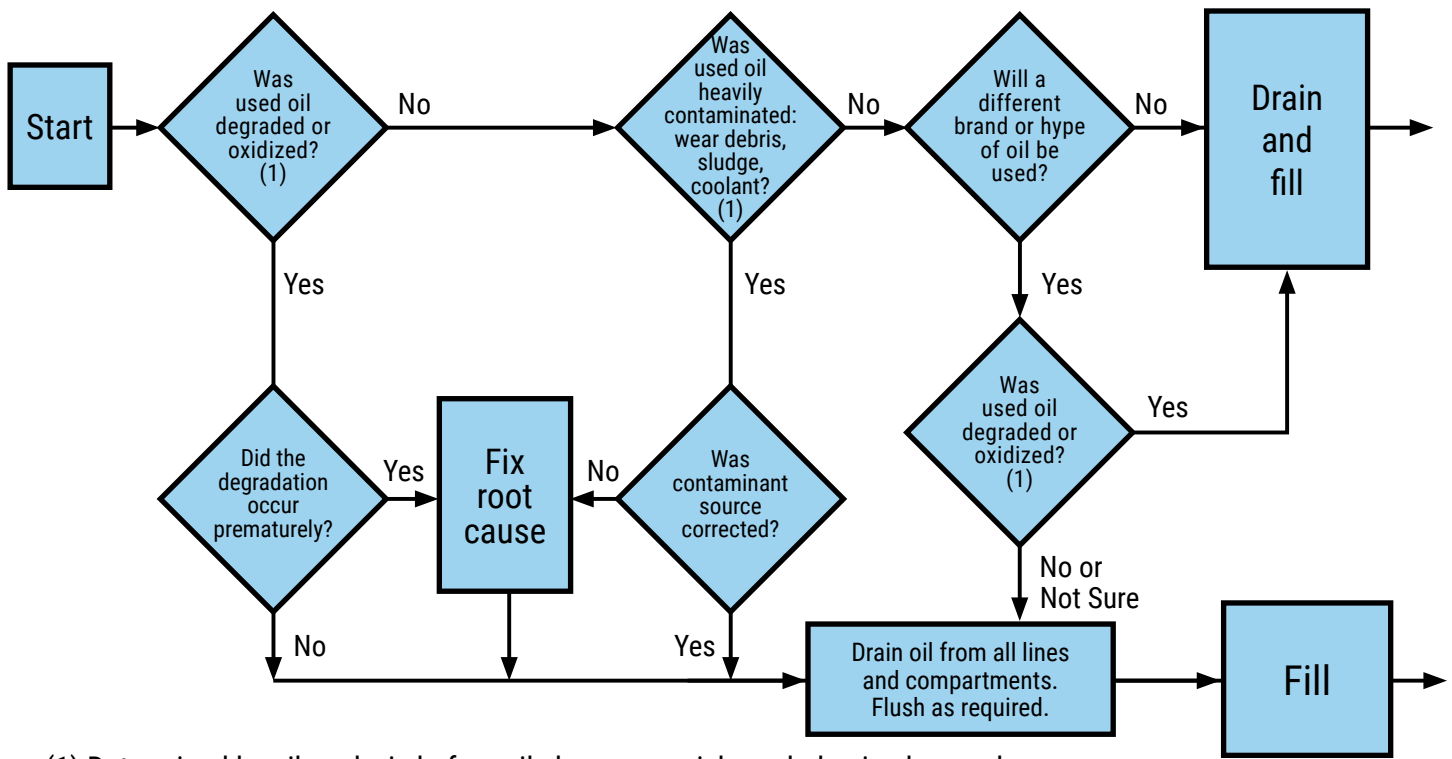 Start
Was
used oil
degraded or
oxidized?
(1)
No
Was
used oil
heavily
contaminated:
wear debris,
sludge,
coolant?
(1)
No
Will a
different
brand or hype
of oil be
used?
No
Drain
and
fill
Yes
Yes
Yes
Was
used oil
degraded or
oxidized?
(1)
Yes
Did the
degradation
occur
prematurely?
Yes
Fix
root
cause
No
Was
contaminant
source
corrected?
No or
Not Sure
No
Yes
Drain oil from all lines
and compartments.
Flush as required.
Fill